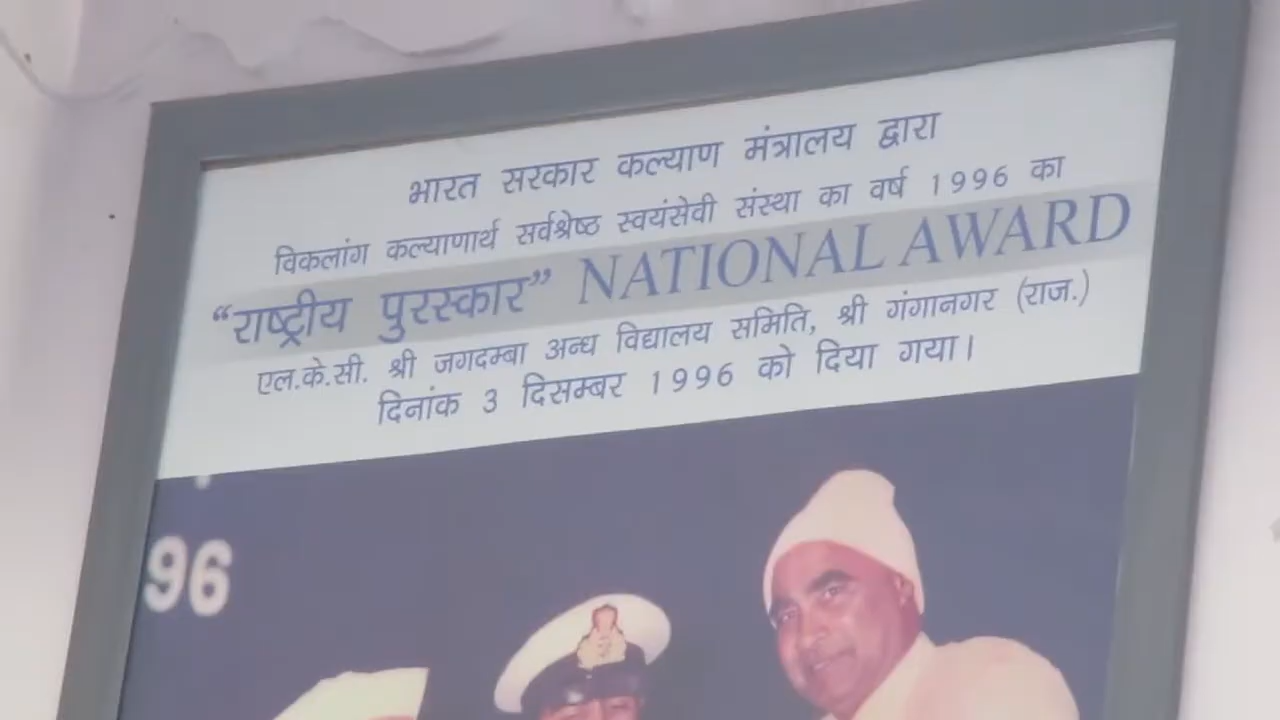 भारत सरकार कल्याण मंत्रालय द्वारा
विकलांग कल्याणार्थ सर्वश्रेष्ठ स्वयंसेवी संस्था का वर्ष 1996 का
“राष्ट्रीय पुरस्कार” NATIONAL AWARD
एल.के.सी. श्री जगदम्बा अन्ध विद्यालय समिति, श्री गंगानगर (राज.)
दिनांक 3 दिसम्बर 1996 को दिया गया।
96